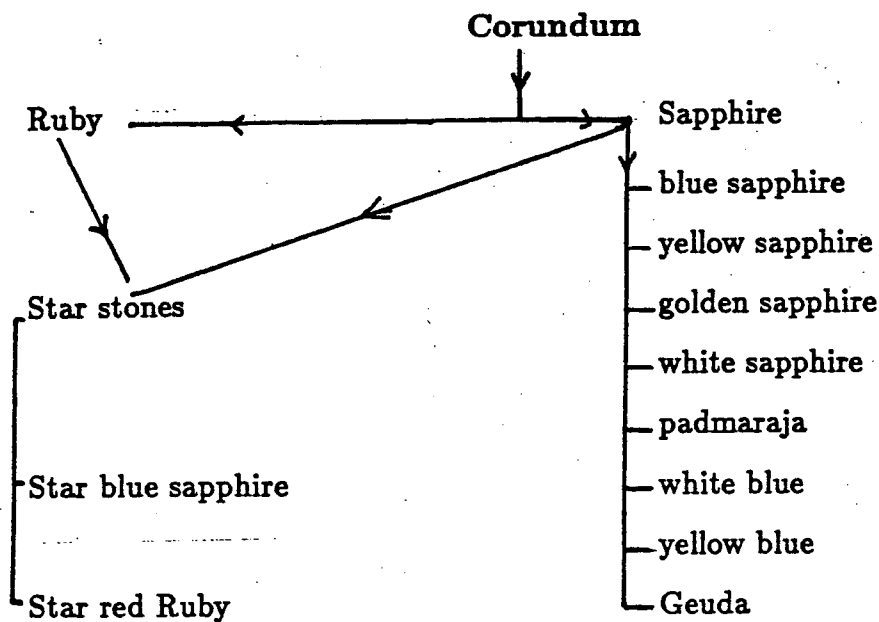 Corundum
Ruby
Sapphire
blue sapphire
yellow sapphire
golden sapphire
white sapphire
padmaraja
white blue
yellow blue
Geuda
Star stones
Star blue sapphire
Star red Ruby